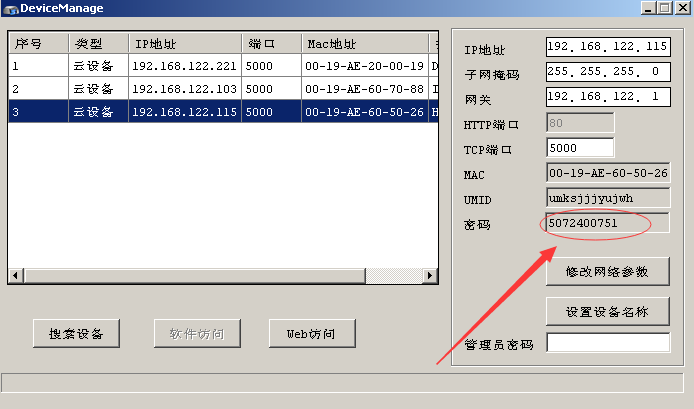 DeviceManage
序号 类型 IP地址 端口 Mac地址
1 云设备 192.168.122.221 5000 00-19-AE-20-00-19 D
2 云设备 192.168.122.103 5000 00-19-AE-60-70-88 I
3 云设备 192.168.122.115 5000 00-19-AE-60-50-26 H
搜索设备 软件访问 Web访问
IP地址 192.168.122.115
子网掩码 255.255.255.0
网关 192.168.122.1
HTTP端口 80
TCP端口 5000
MAC 00-19-AE-60-50-26
UMID umksjjjyujwh
密码 5072400751
修改网络参数
设置设备名称
管理员密码